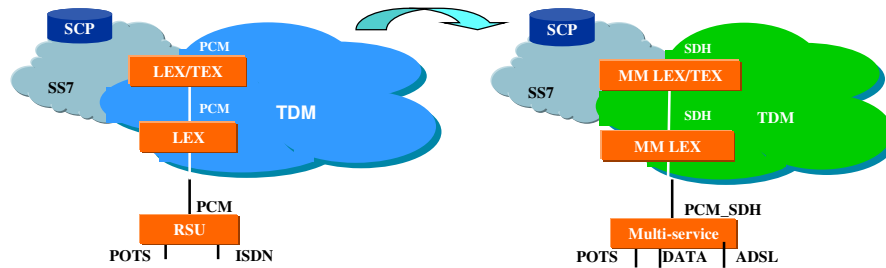 SCP
PCM
LEX/TEX
SS7
PCM
TDM
LEX
PCM
RSU
POTS
ISDN
SCP
SDH
MM LEX/TEX
SS7
SDH
TDM
MM LEX
PCM_SDH
Multi-service
POTS
DATA
ADSL